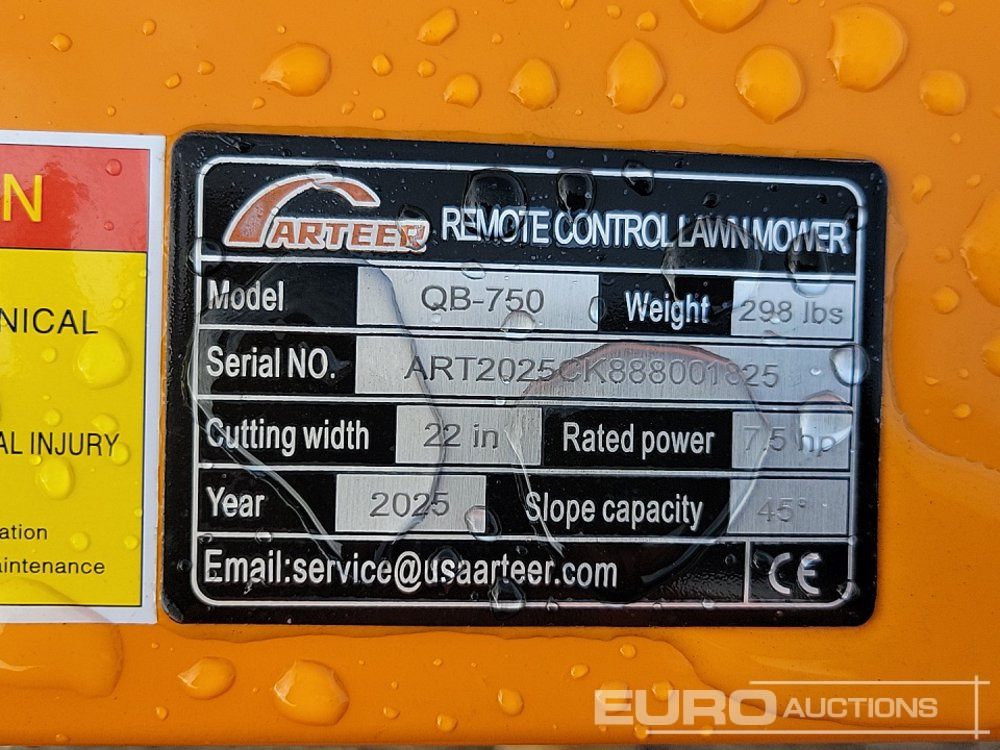 N
NICAL
AL INJURY
ation
aintenance
ARTEER REMOTE CONTROL LAWN MOWER
Model QB-750 Weight 298 lbs
Serial NO. ART2025CK888001825
Cutting width 22 in Rated power 7.5 hp
Year 2025 Slope capacity 45°
Email:service@usaarteer.com CE
EURO AUCTIONS